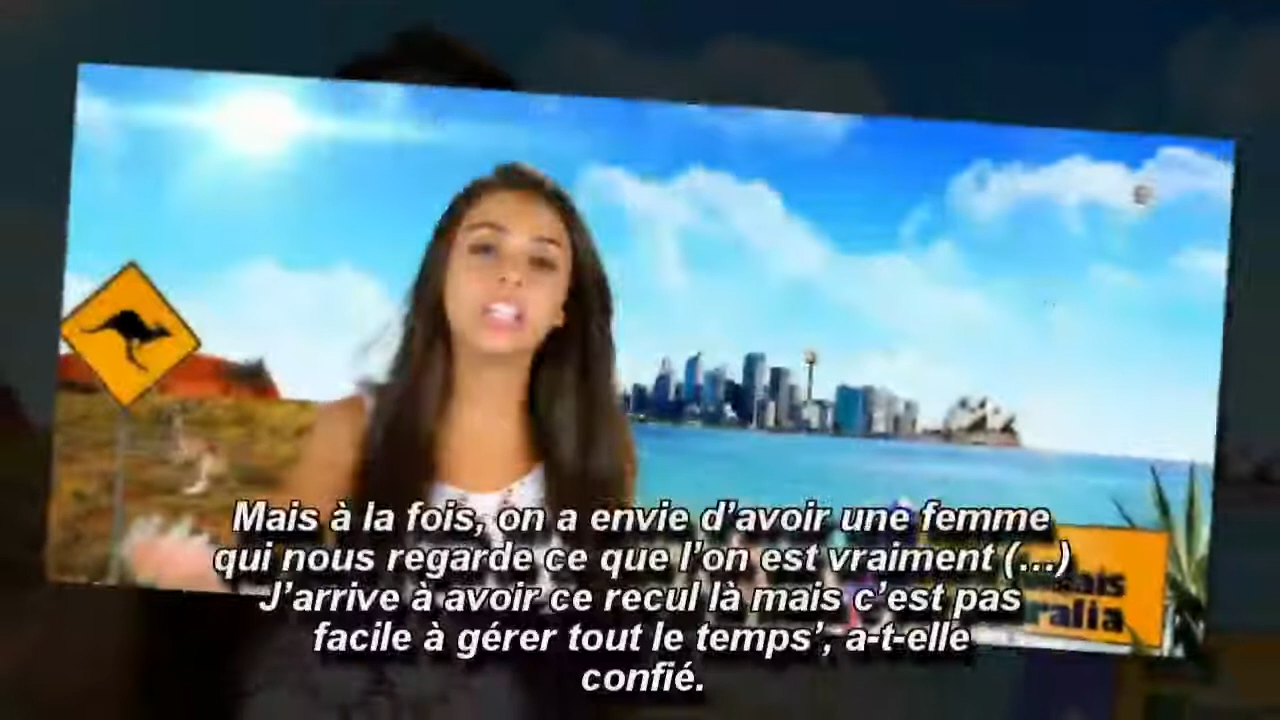 Mais à la fois, on a envie d’avoir une femme
qui nous regarde ce que l’on est vraiment (...)
J’arrive à avoir ce recul là mais c’est pas
facile à gérer tout le temps’, a-t-elle
confié.